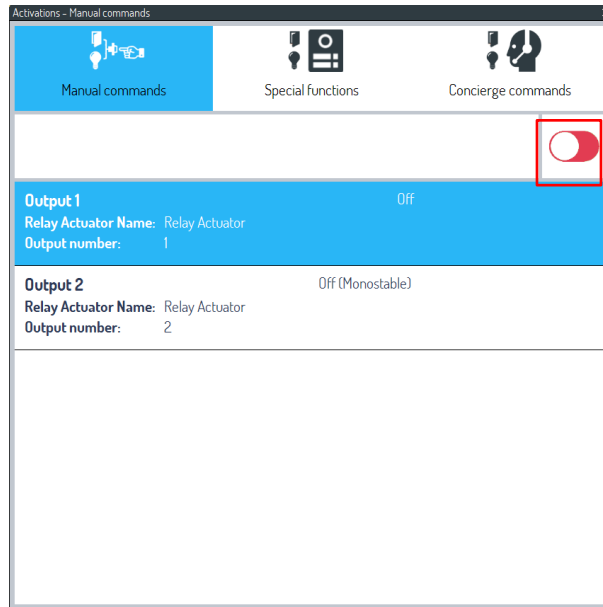 Activations - Manual commands
Manual commands
Special functions
Concierge commands
Output 1
Off
Relay Actuator Name: Relay Actuator
Output number: 1
Output 2
Off (Monostable)
Relay Actuator Name: Relay Actuator
Output number: 2